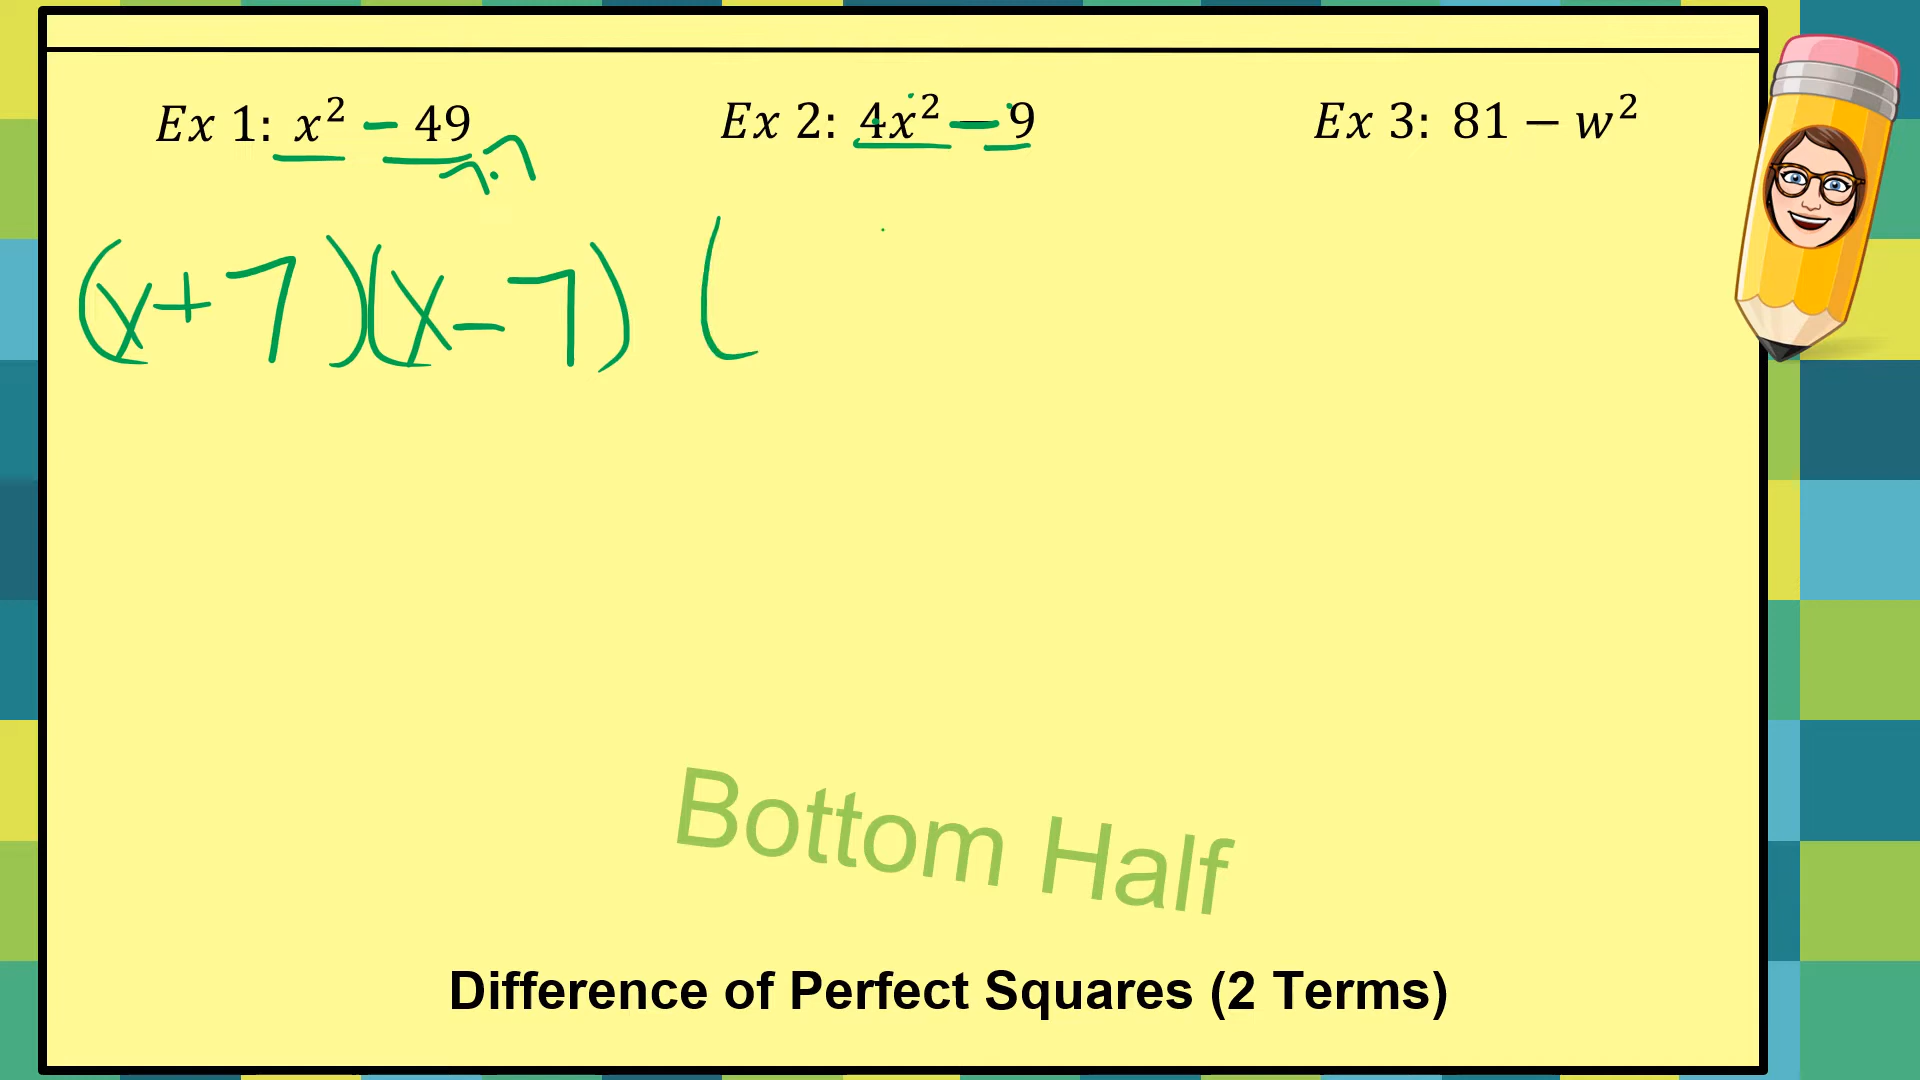 Ex 1: x² − 49
7·7
(x+7)(x−7)
Ex 2: 4x² − 9
(
Ex 3: 81 − w²
Bottom Half
Difference of Perfect Squares (2 Terms)